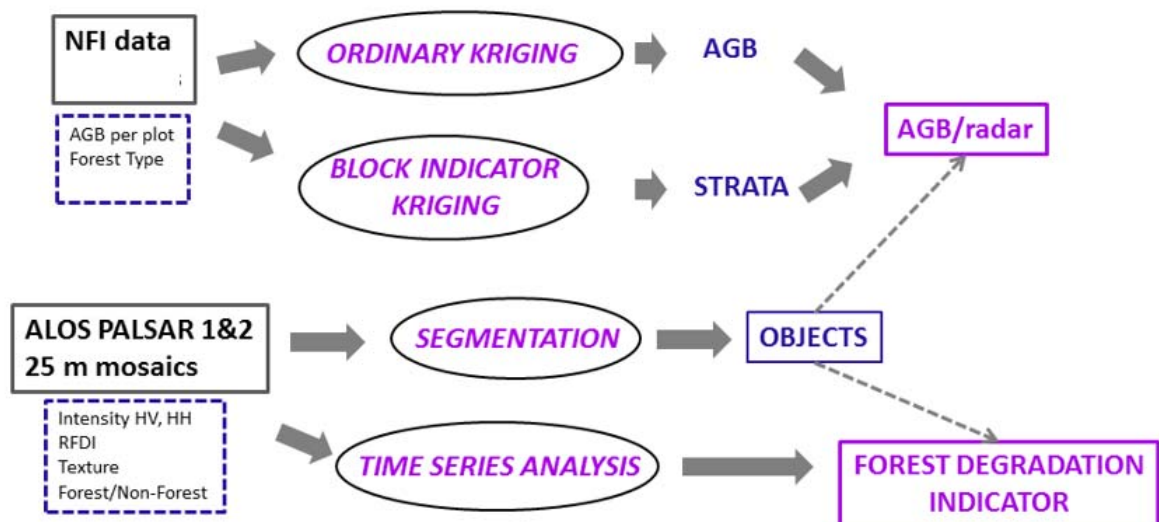 NFI data
ORDINARY KRIGING
AGB
AGB per plot
Forest Type
BLOCK INDICATOR
KRIGING
STRATA
AGB/radar
ALOS PALSAR 1&2
25 m mosaics
SEGMENTATION
OBJECTS
Intensity HV, HH
RFDI
Texture
Forest/Non-Forest
TIME SERIES ANALYSIS
FOREST DEGRADATION
INDICATOR